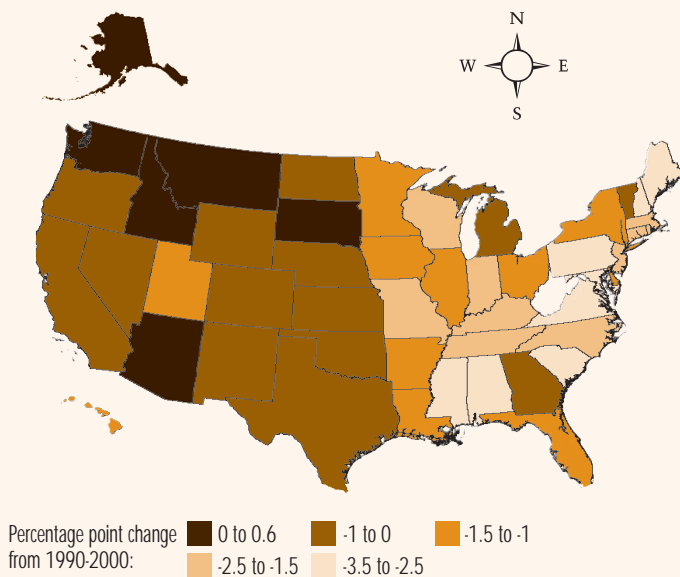 N
W E
S
Percentage point change 0 to 0.6 -1 to 0 -1.5 to -1
from 1990-2000: -2.5 to -1.5 -3.5 to -2.5